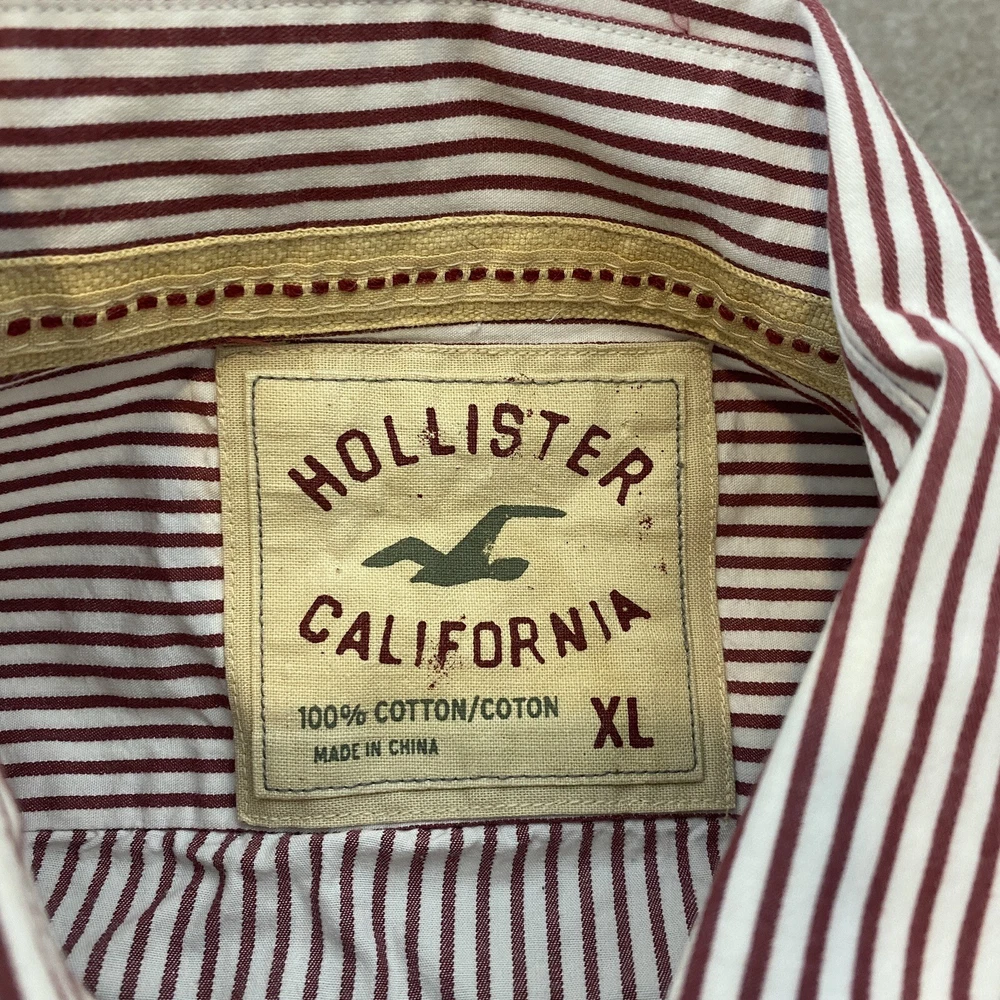 HOLLISTER
CALIFORNIA
100% COTTON/COTON
XL
MADE IN CHINA